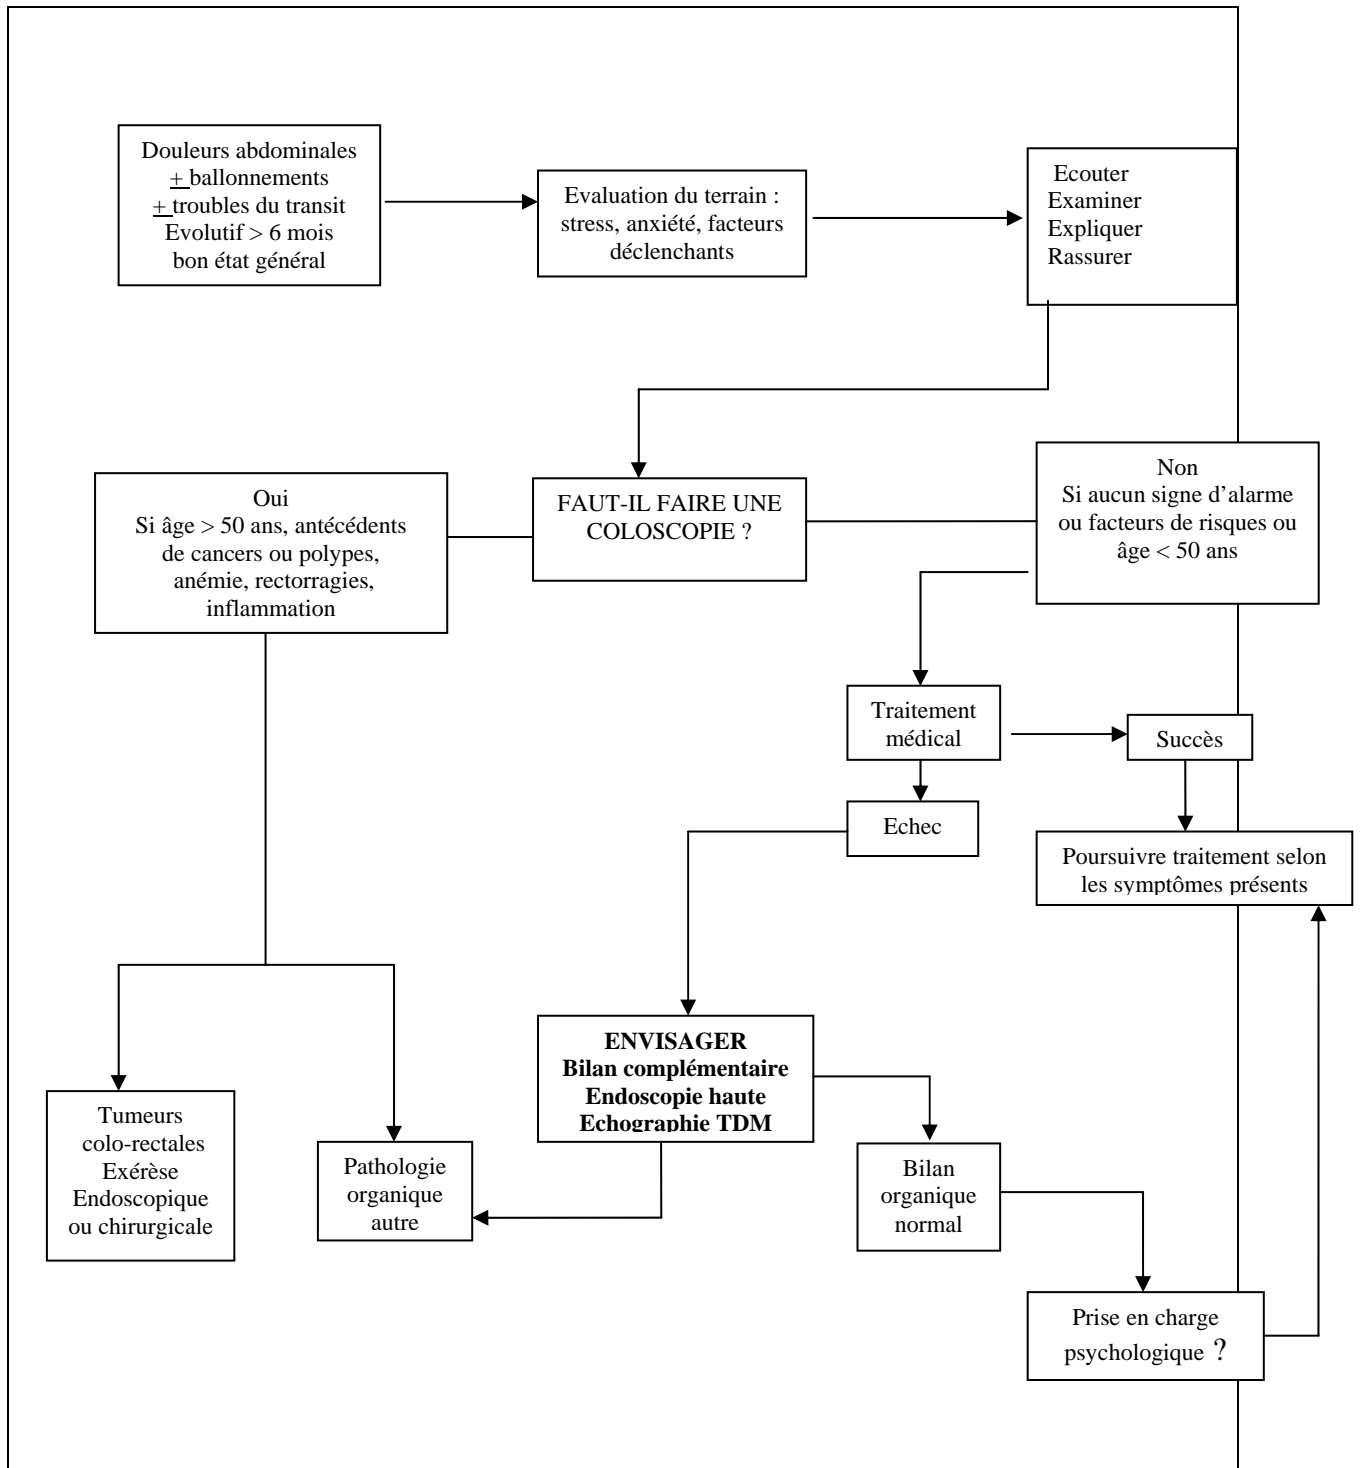 Douleurs abdominales
+ ballonnements
+ troubles du transit
Evolutif > 6 mois
bon état général
Evaluation du terrain :
stress, anxiété, facteurs
déclenchants
Ecouter
Examiner
Expliquer
Rassurer
Oui
Si âge > 50 ans, antécédents
de cancers ou polypes,
anémie, rectorragies,
inflammation
FAUT-IL FAIRE UNE
COLOSCOPIE ?
Non
Si aucun signe d’alarme
ou facteurs de risques ou
âge < 50 ans
Traitement
médical
Succès
Echec
Poursuivre traitement selon
les symptômes présents
ENVISAGER
Bilan complémentaire
Endoscopie haute
Echographie TDM
Tumeurs
colo-rectales
Exérèse
Endoscopique
ou chirurgicale
Pathologie
organique
autre
Bilan
organique
normal
Prise en charge
psychologique ?